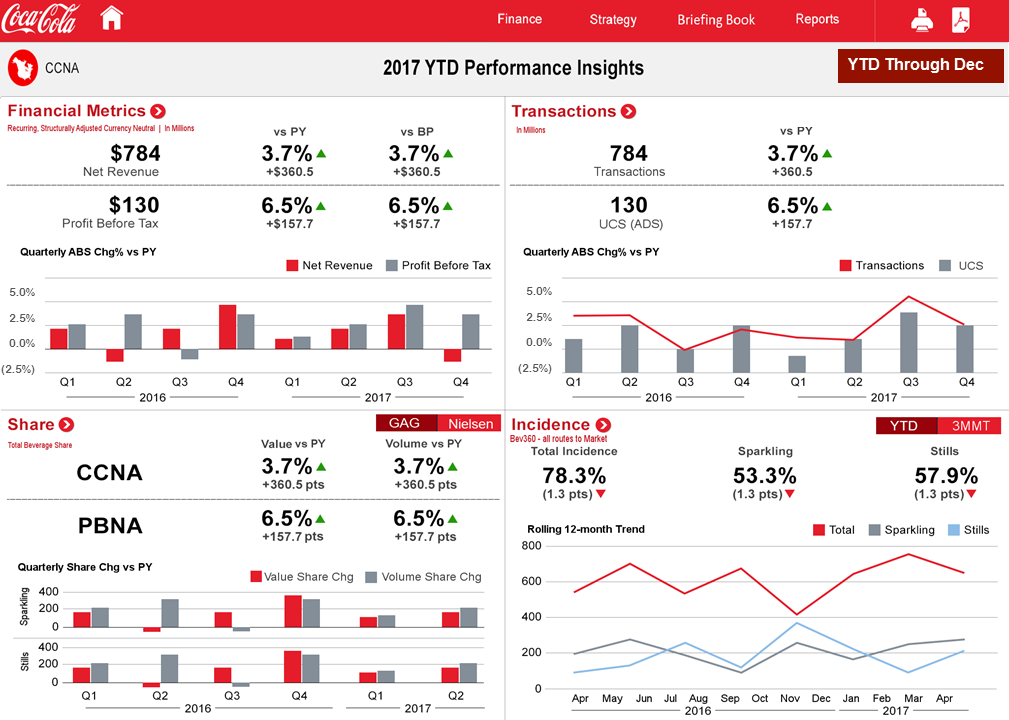 Coca-Cola
Finance Strategy Briefing Book Reports
CCNA
2017 YTD Performance Insights
YTD Through Dec
Financial Metrics
Recurring, Structurally Adjusted Currency Neutral | In Millions
vs PY vs BP
$784 3.7% 3.7%
Net Revenue +$360.5 +$360.5
$130 6.5% 6.5%
Profit Before Tax +$157.7 +$157.7
Quarterly ABS Chg% vs PY
Net Revenue Profit Before Tax
5.0%
2.5%
0.0%
(2.5%)
Q1 Q2 Q3 Q4 Q1 Q2 Q3 Q4
2016 2017
Transactions
In Millions
vs PY
784 3.7%
Transactions +360.5
130 6.5%
UCS (ADS) +157.7
Quarterly ABS Chg% vs PY
Transactions UCS
5.0%
2.5%
0.0%
(2.5%)
Q1 Q2 Q3 Q4 Q1 Q2 Q3 Q4
2016 2017
Share
GAG Nielsen
Total Beverage Share
Value vs PY Volume vs PY
CCNA 3.7% 3.7%
+360.5 pts +360.5 pts
PBNA 6.5% 6.5%
+157.7 pts +157.7 pts
Quarterly Share Chg vs PY
Value Share Chg Volume Share Chg
Sparkling
400
200
0
Stills
400
200
0
Q1 Q2 Q3 Q4 Q1 Q2
2016 2017
Incidence
YTD 3MMT
Bev360 - all routes to Market
Total Incidence Sparkling Stills
78.3% 53.3% 57.9%
(1.3 pts) (1.3 pts) (1.3 pts)
Rolling 12-month Trend
Total Sparkling Stills
800
600
400
200
0
Apr May Jun Jul Aug Sep Oct Nov Dec Jan Feb Mar Apr
2016 2017